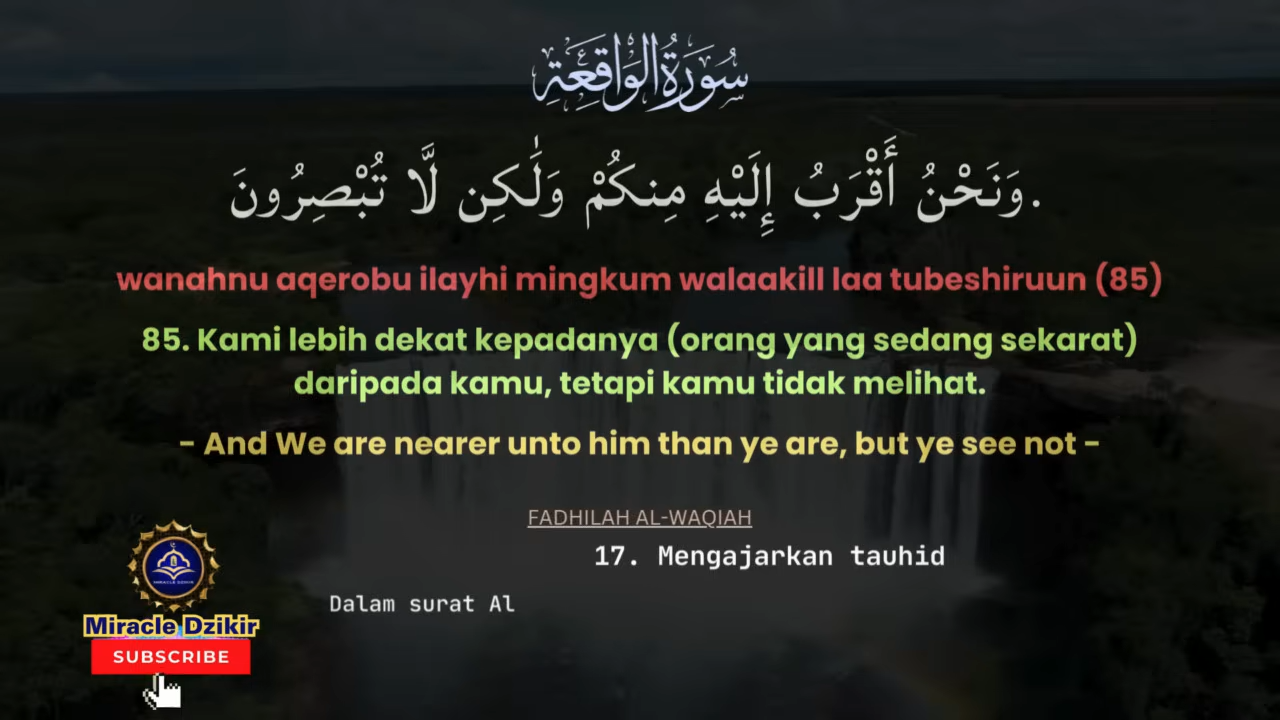 سُورَةُ الوَاقِعَةِ
وَنَحْنُ أَقْرَبُ إِلَيْهِ مِنكُمْ وَلَٰكِن لَّا تُبْصِرُونَ.
wanahnu aqerobu ilayhi mingkum walaakill laa tubeshiruun (85)
85. Kami lebih dekat kepadanya (orang yang sedang sekarat)
daripada kamu, tetapi kamu tidak melihat.
- And We are nearer unto him than ye are, but ye see not -
FADHILAH AL-WAQIAH
17. Mengajarkan tauhid
Dalam surat Al
MIRACLE DZIKIR
Miracle Dzikir
SUBSCRIBE